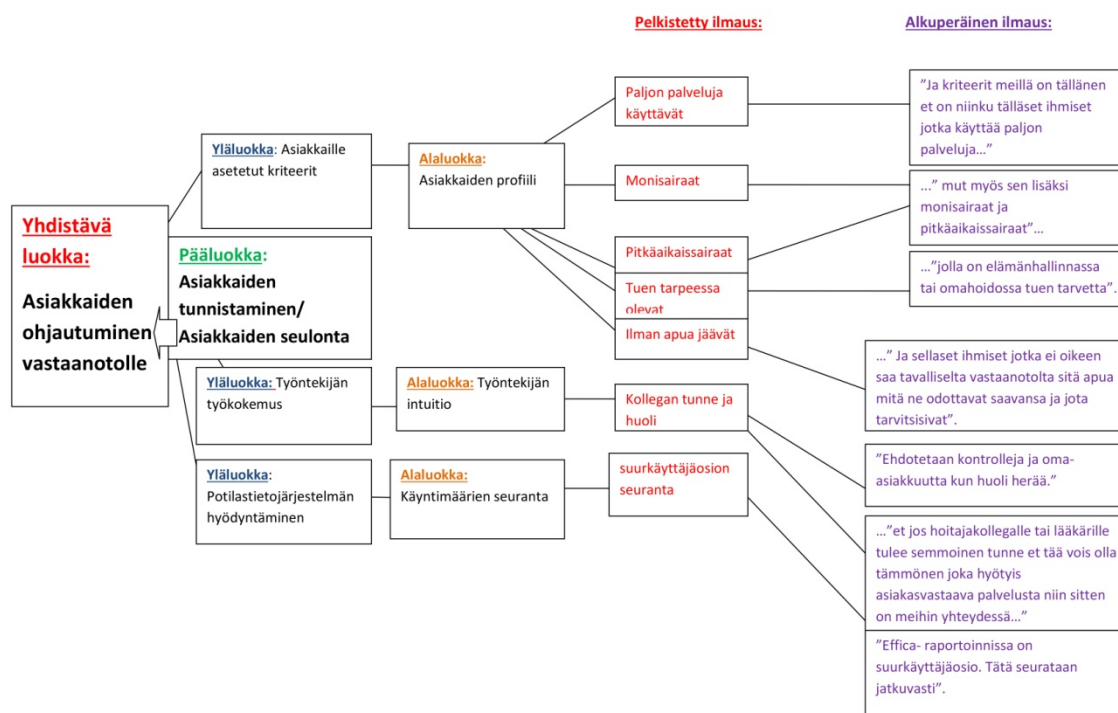 Pelkistetty ilmaus:
Alkuperäinen ilmaus:
Yhdistävä
luokka:
Asiakkaiden
ohjautuminen
vastaanotolle
Pääluokka:
Asiakkaiden
tunnistaminen/
Asiakkaiden seulonta
Yläluokka: Asiakkaille
asetetut kriteerit
Alaluokka:
Asiakkaiden profiili
Paljon palveluja
käyttävät
Monisairaat
Pitkäaikaissairaat
Tuen tarpeessa
olevat
Ilman apua jäävät
"Ja kriteerit meillä on tällänen
et on niinku tälläset ihmiset
jotka käyttää paljon
palveluja…"
…" mut myös sen lisäksi
monisairaat ja
pitkäaikaissairaat"…
…"jolla on elämänhallinnassa
tai omahoidossa tuen tarvetta".
…" Ja sellaset ihmiset jotka ei oikeen
saa tavalliselta vastaanotolta sitä apua
mitä ne odottavat saavansa ja jota
tarvitsisivat".
Yläluokka: Työntekijän
työkokemus
Alaluokka: Työntekijän
intuitio
Kollegan tunne ja
huoli
"Ehdotetaan kontrolleja ja oma-
asiakkuutta kun huoli herää."
…"et jos hoitajakollegalle tai lääkärille
tulee semmoinen tunne et tää vois olla
tämmönen joka hyötyis
asiakasvastaava palvelusta niin sitten
on meihin yhteydessä…"
Yläluokka:
Potilastietojärjestelmän
hyödyntäminen
Alaluokka:
Käyntimäärien seuranta
suurkäyttäjäosion
seuranta
"Effica- raportoinnissa on
suurkäyttäjäosio. Tätä seurataan
jatkuvasti".